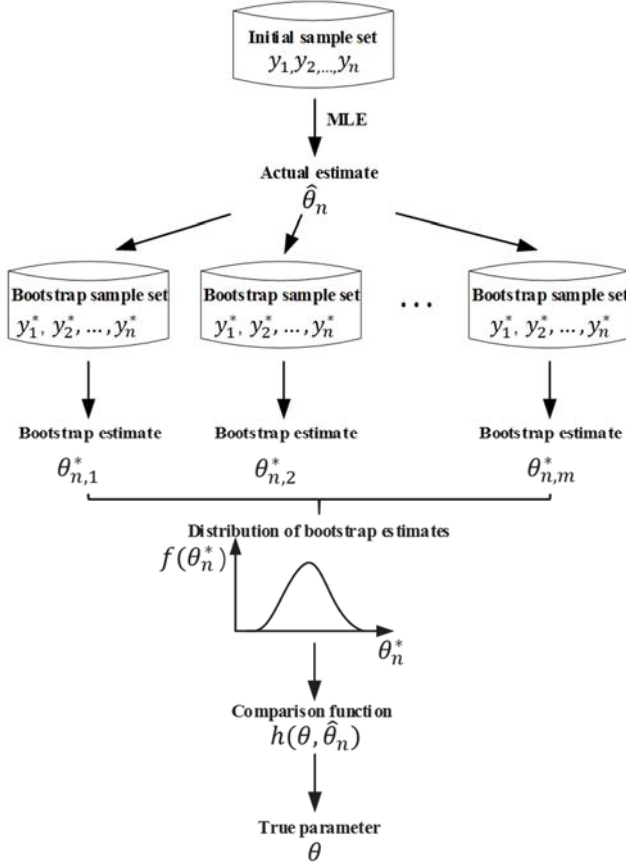 Initial sample set
y₁,y₂,...,yₙ
MLE
Actual estimate
θ̂ₙ
Bootstrap sample set Bootstrap sample set ... Bootstrap sample set
y₁*, y₂*, ..., yₙ* y₁*, y₂*, ..., yₙ* y₁*, y₂*, ..., yₙ*
Bootstrap estimate Bootstrap estimate Bootstrap estimate
θ*ₙ,₁ θ*ₙ,₂ θ*ₙ,ₘ
Distribution of bootstrap estimates
f(θₙ*)
θₙ*
Comparison function
h(θ, θ̂ₙ)
True parameter
θ